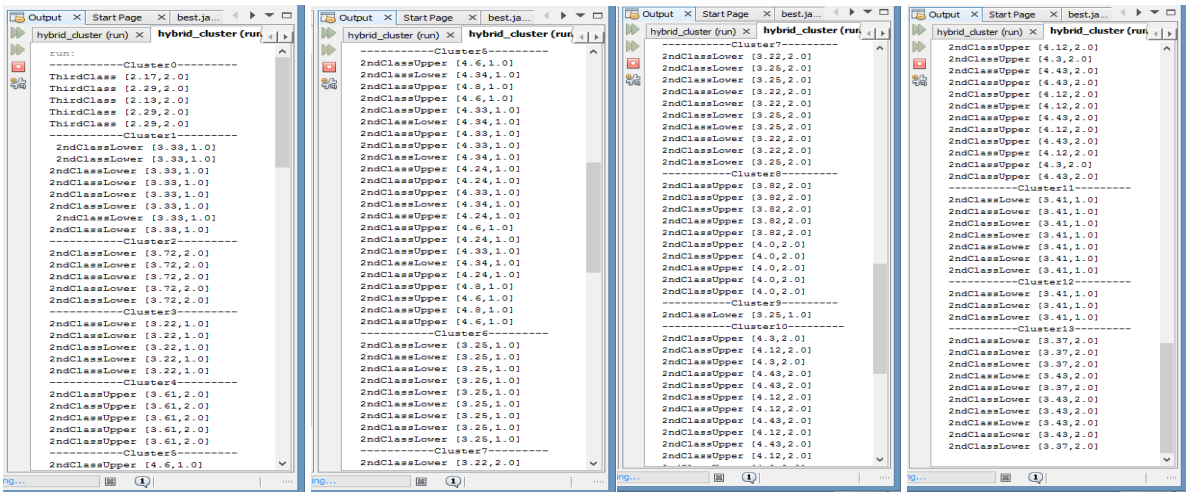 Output × Start Page × best.ja...
hybrid_cluster (run) × hybrid_cluster (run
run:
-----------Cluster0---------
ThirdClass [2.17,2.0]
ThirdClass [2.29,2.0]
ThirdClass [2.13,2.0]
ThirdClass [2.29,2.0]
ThirdClass [2.29,2.0]
-----------Cluster1---------
2ndClassLower [3.33,1.0]
2ndClassLower [3.33,1.0]
2ndClassLower [3.33,1.0]
2ndClassLower [3.33,1.0]
2ndClassLower [3.33,1.0]
2ndClassLower [3.33,1.0]
2ndClassLower [3.33,1.0]
2ndClassLower [3.33,1.0]
-----------Cluster2---------
2ndClassLower [3.72,2.0]
2ndClassLower [3.72,2.0]
2ndClassLower [3.72,2.0]
2ndClassLower [3.72,2.0]
2ndClassLower [3.72,2.0]
-----------Cluster3---------
2ndClassLower [3.22,1.0]
2ndClassLower [3.22,1.0]
2ndClassLower [3.22,1.0]
2ndClassLower [3.22,1.0]
2ndClassLower [3.22,1.0]
-----------Cluster4---------
2ndClassUpper [3.61,2.0]
2ndClassUpper [3.61,2.0]
2ndClassUpper [3.61,2.0]
2ndClassUpper [3.61,2.0]
2ndClassUpper [3.61,2.0]
-----------Cluster5---------
2ndClassUpper [4.6,1.0]
ng...
1
Output × Start Page × best.ja...
hybrid_cluster (run) × hybrid_cluster (run
-----------Cluster5---------
2ndClassUpper [4.6,1.0]
2ndClassLower [4.34,1.0]
2ndClassUpper [4.8,1.0]
2ndClassUpper [4.6,1.0]
2ndClassUpper [4.33,1.0]
2ndClassLower [4.34,1.0]
2ndClassUpper [4.33,1.0]
2ndClassUpper [4.33,1.0]
2ndClassLower [4.34,1.0]
2ndClassUpper [4.24,1.0]
2ndClassUpper [4.24,1.0]
2ndClassUpper [4.33,1.0]
2ndClassLower [4.34,1.0]
2ndClassUpper [4.24,1.0]
2ndClassUpper [4.6,1.0]
2ndClassUpper [4.24,1.0]
2ndClassUpper [4.33,1.0]
2ndClassLower [4.34,1.0]
2ndClassUpper [4.24,1.0]
2ndClassUpper [4.8,1.0]
2ndClassUpper [4.6,1.0]
2ndClassUpper [4.8,1.0]
2ndClassUpper [4.6,1.0]
-----------Cluster6---------
2ndClassLower [3.25,1.0]
2ndClassLower [3.25,1.0]
2ndClassLower [3.25,1.0]
2ndClassLower [3.25,1.0]
2ndClassLower [3.25,1.0]
2ndClassLower [3.25,1.0]
2ndClassLower [3.25,1.0]
2ndClassLower [3.25,1.0]
2ndClassLower [3.25,1.0]
-----------Cluster7---------
2ndClassLower [3.22,2.0]
ng...
1
Output × Start Page × best.ja...
hybrid_cluster (run) × hybrid_cluster (run
-----------Cluster7---------
2ndClassLower [3.22,2.0]
2ndClassLower [3.25,2.0]
2ndClassLower [3.25,2.0]
2ndClassLower [3.22,2.0]
2ndClassLower [3.22,2.0]
2ndClassLower [3.25,2.0]
2ndClassLower [3.25,2.0]
2ndClassLower [3.22,2.0]
2ndClassLower [3.22,2.0]
2ndClassLower [3.25,2.0]
-----------Cluster8---------
2ndClassUpper [3.82,2.0]
2ndClassUpper [3.82,2.0]
2ndClassUpper [3.82,2.0]
2ndClassUpper [3.82,2.0]
2ndClassUpper [3.82,2.0]
2ndClassUpper [4.0,2.0]
2ndClassUpper [4.0,2.0]
2ndClassUpper [4.0,2.0]
2ndClassUpper [4.0,2.0]
2ndClassUpper [4.0,2.0]
-----------Cluster9---------
2ndClassLower [3.25,1.0]
-----------Cluster10---------
2ndClassUpper [4.3,2.0]
2ndClassUpper [4.12,2.0]
2ndClassUpper [4.3,2.0]
2ndClassUpper [4.43,2.0]
2ndClassUpper [4.43,2.0]
2ndClassUpper [4.12,2.0]
2ndClassUpper [4.12,2.0]
2ndClassUpper [4.43,2.0]
2ndClassUpper [4.12,2.0]
2ndClassUpper [4.43,2.0]
2ndClassUpper [4.12,2.0]
ng...
1
Output × Start Page × best.ja...
hybrid_cluster (run) × hybrid_cluster (run
2ndClassUpper [4.12,2.0]
2ndClassUpper [4.3,2.0]
2ndClassUpper [4.43,2.0]
2ndClassUpper [4.43,2.0]
2ndClassUpper [4.12,2.0]
2ndClassUpper [4.12,2.0]
2ndClassUpper [4.43,2.0]
2ndClassUpper [4.12,2.0]
2ndClassUpper [4.43,2.0]
2ndClassUpper [4.12,2.0]
2ndClassUpper [4.3,2.0]
2ndClassUpper [4.43,2.0]
-----------Cluster11---------
2ndClassLower [3.41,1.0]
2ndClassLower [3.41,1.0]
2ndClassLower [3.41,1.0]
2ndClassLower [3.41,1.0]
2ndClassLower [3.41,1.0]
2ndClassLower [3.41,1.0]
2ndClassLower [3.41,1.0]
-----------Cluster12---------
2ndClassLower [3.41,1.0]
2ndClassLower [3.41,1.0]
2ndClassLower [3.41,1.0]
-----------Cluster13---------
2ndClassLower [3.37,2.0]
2ndClassLower [3.37,2.0]
2ndClassLower [3.37,2.0]
2ndClassLower [3.43,2.0]
2ndClassLower [3.37,2.0]
2ndClassLower [3.43,2.0]
2ndClassLower [3.43,2.0]
2ndClassLower [3.43,2.0]
2ndClassLower [3.43,2.0]
2ndClassLower [3.37,2.0]
ng...
1